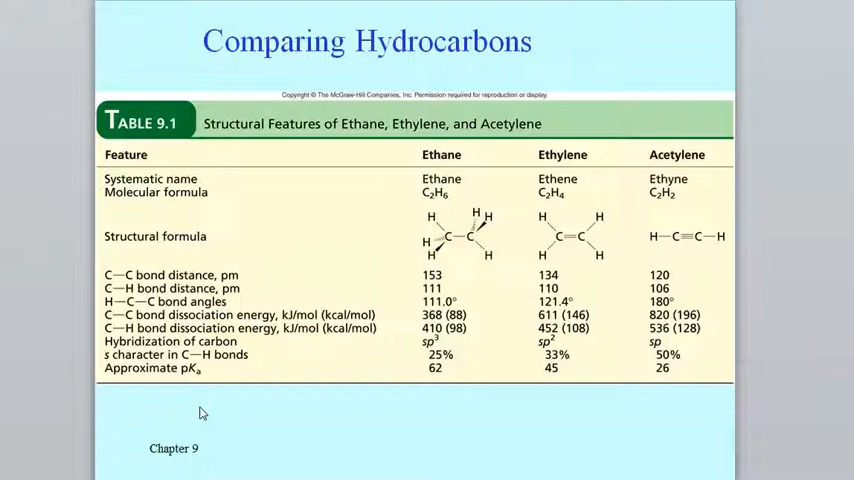 Comparing Hydrocarbons
Copyright © The McGraw-Hill Companies, Inc. Permission required for reproduction or display.
TABLE 9.1 Structural Features of Ethane, Ethylene, and Acetylene
Feature Ethane Ethylene Acetylene
Systematic name Ethane Ethene Ethyne
Molecular formula C₂H₆ C₂H₄ C₂H₂
H H H H H
Structural formula H C—C C=C H—C≡C—H
H H H H
C—C bond distance, pm 153 134 120
C—H bond distance, pm 111 110 106
H—C—C bond angles 111.0° 121.4° 180°
C—C bond dissociation energy, kJ/mol (kcal/mol) 368 (88) 611 (146) 820 (196)
C—H bond dissociation energy, kJ/mol (kcal/mol) 410 (98) 452 (108) 536 (128)
Hybridization of carbon sp³ sp² sp
s character in C—H bonds 25% 33% 50%
Approximate pKₐ 62 45 26
Chapter 9